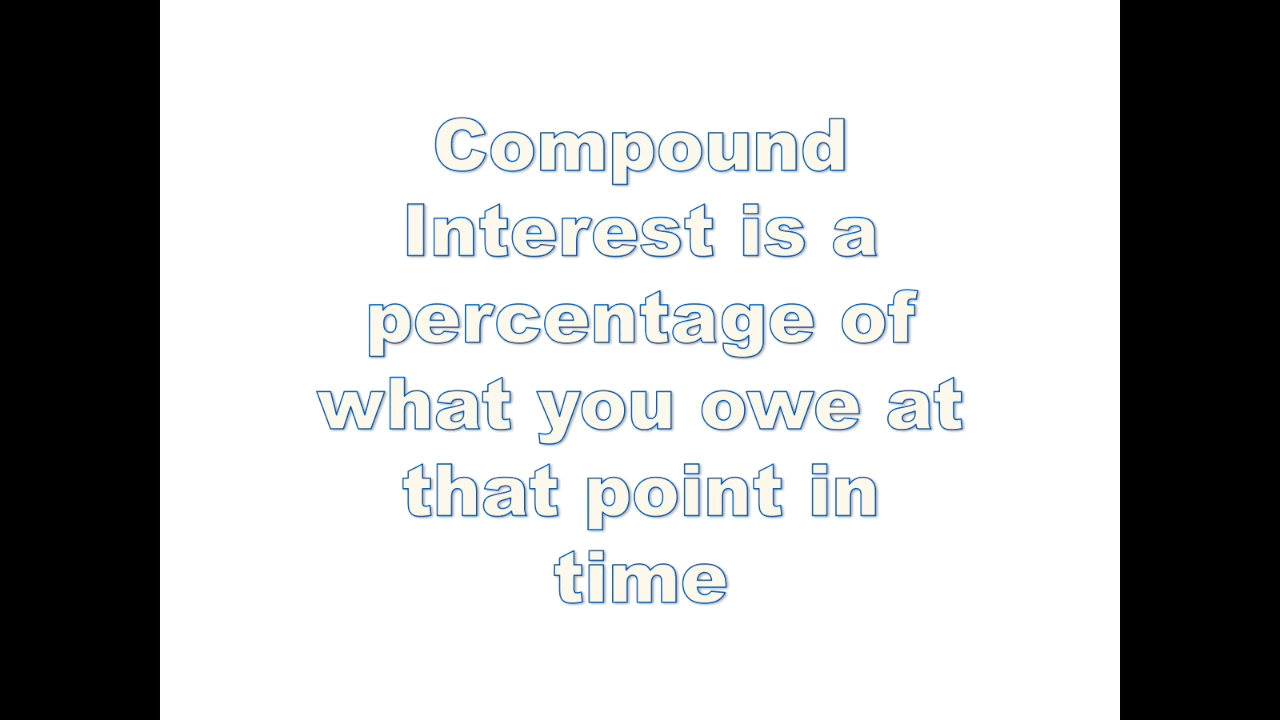 Compound
Interest is a
percentage of
what you owe at
that point in
time